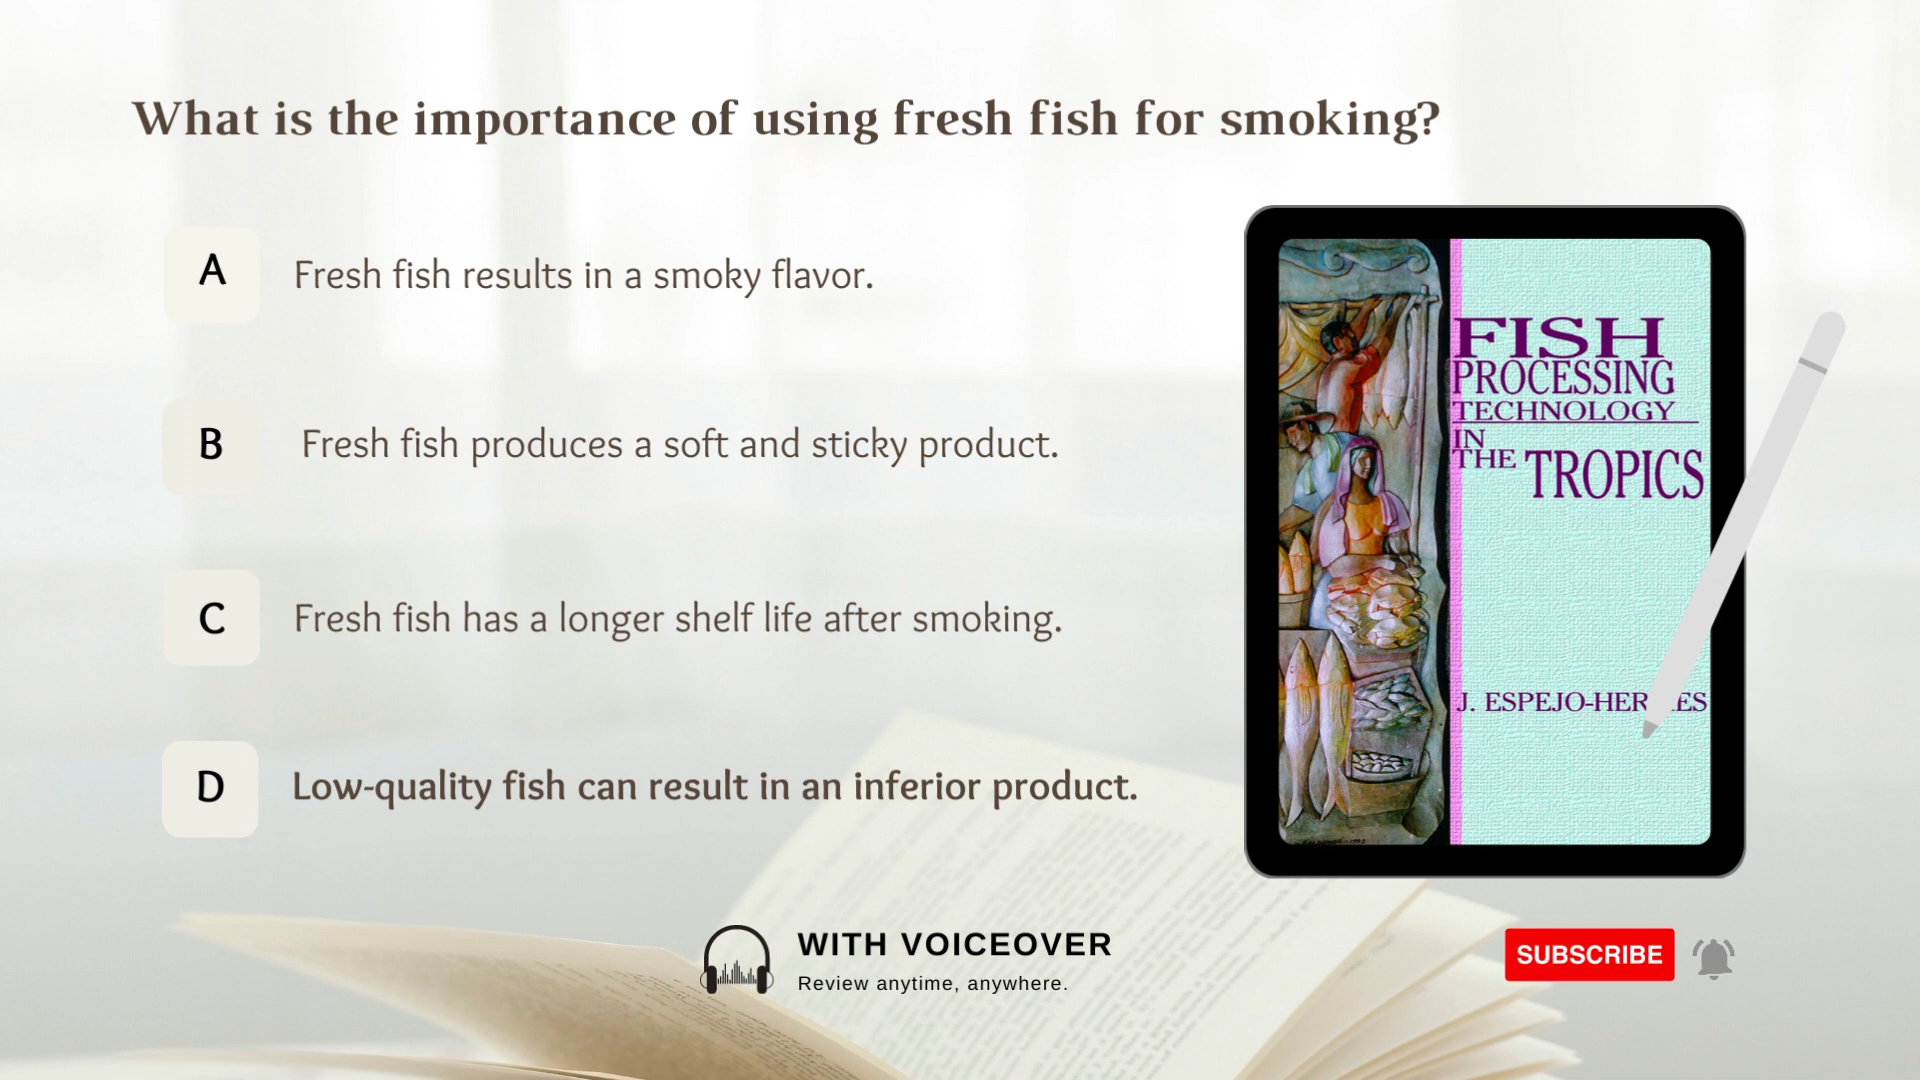 What is the importance of using fresh fish for smoking?
A
Fresh fish results in a smoky flavor.
B
Fresh fish produces a soft and sticky product.
C
Fresh fish has a longer shelf life after smoking.
D
Low-quality fish can result in an inferior product.
FISH
PROCESSING
TECHNOLOGY
IN
THE TROPICS
J. ESPEJO-HER ES
WITH VOICEOVER
Review anytime, anywhere.
SUBSCRIBE